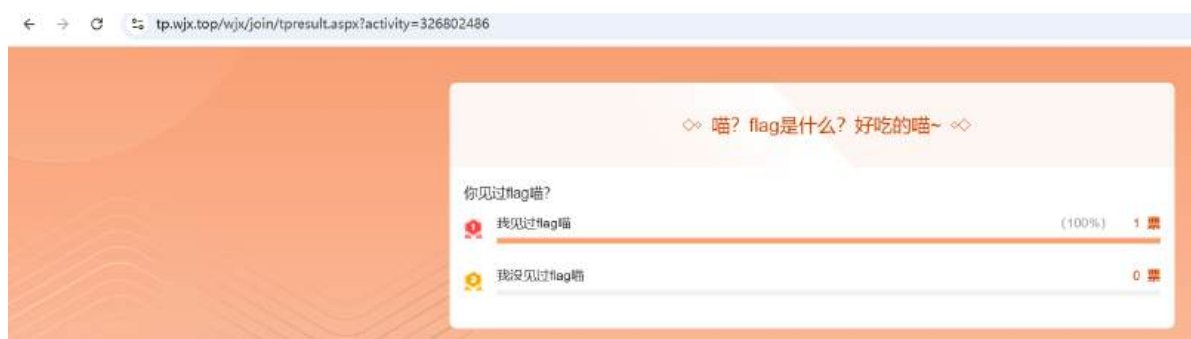 tp.wjx.top/wjx/join/tpresult.aspx?activity=326802486
喵？flag是什么？好吃的喵~
你见过flag喵?
1 我见过flag喵 (100%) 1 票
2 我没见过flag喵 0 票